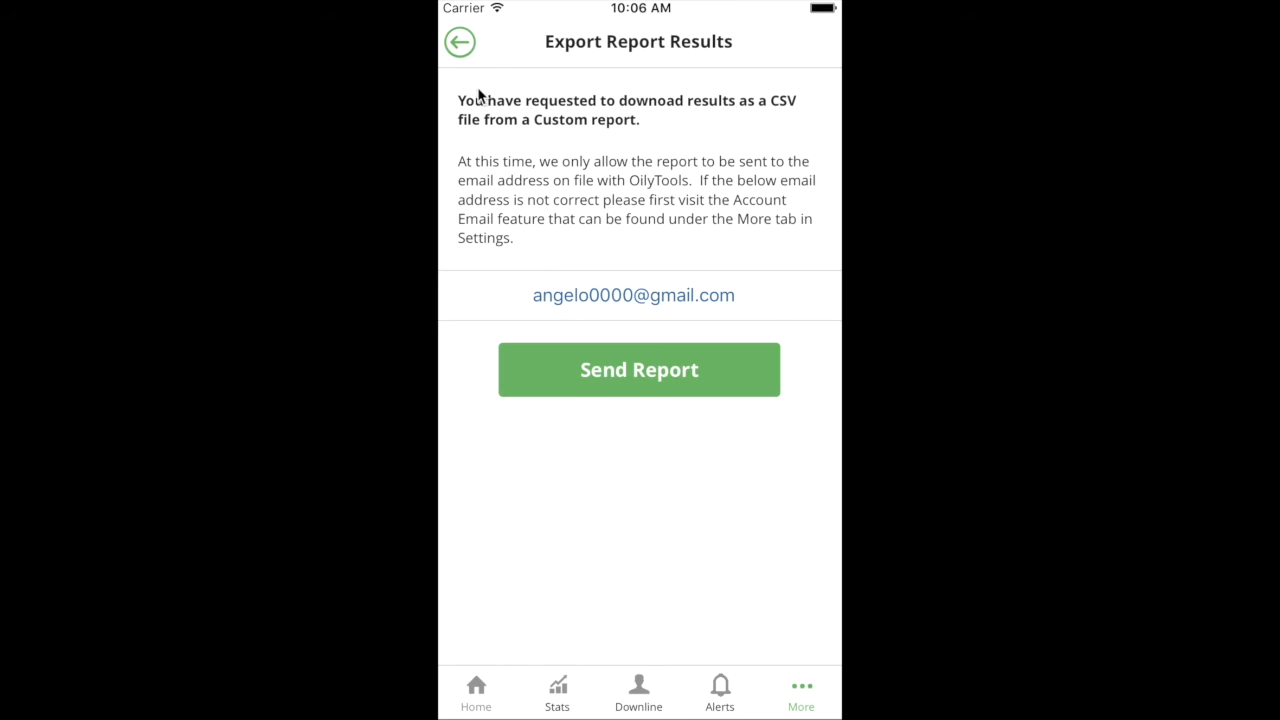 Carrier 10:06 AM
Export Report Results
You have requested to downoad results as a CSV
file from a Custom report.
At this time, we only allow the report to be sent to the
email address on file with OilyTools.  If the below email
address is not correct please first visit the Account
Email feature that can be found under the More tab in
Settings.
angelo0000@gmail.com
Send Report
Home Stats Downline Alerts More